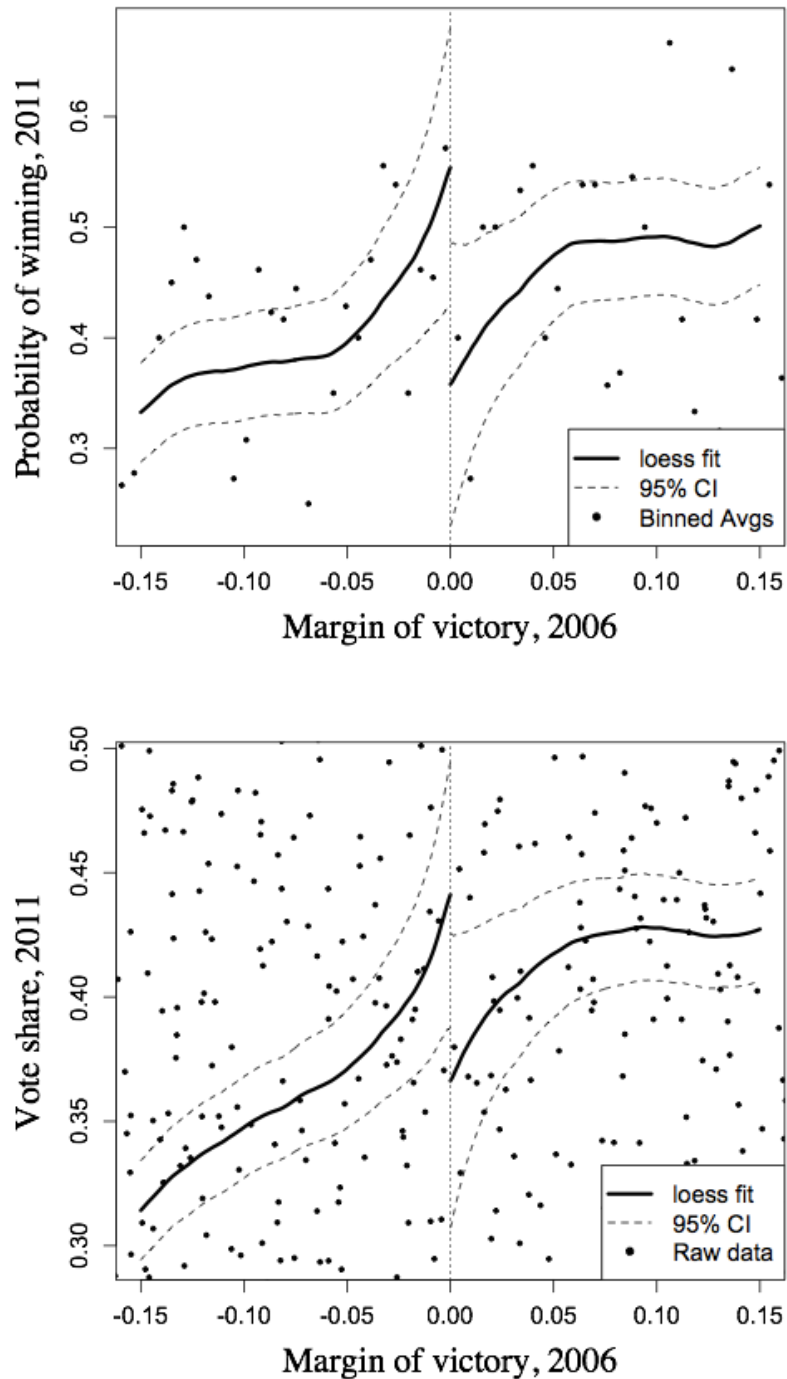 Probability of winning, 2011
0.6
0.5
0.4
0.3
loess fit
95% CI
Binned Avgs
-0.15 -0.10 -0.05 0.00 0.05 0.10 0.15
Margin of victory, 2006
Vote share, 2011
0.50
0.45
0.40
0.35
0.30
loess fit
95% CI
Raw data
-0.15 -0.10 -0.05 0.00 0.05 0.10 0.15
Margin of victory, 2006